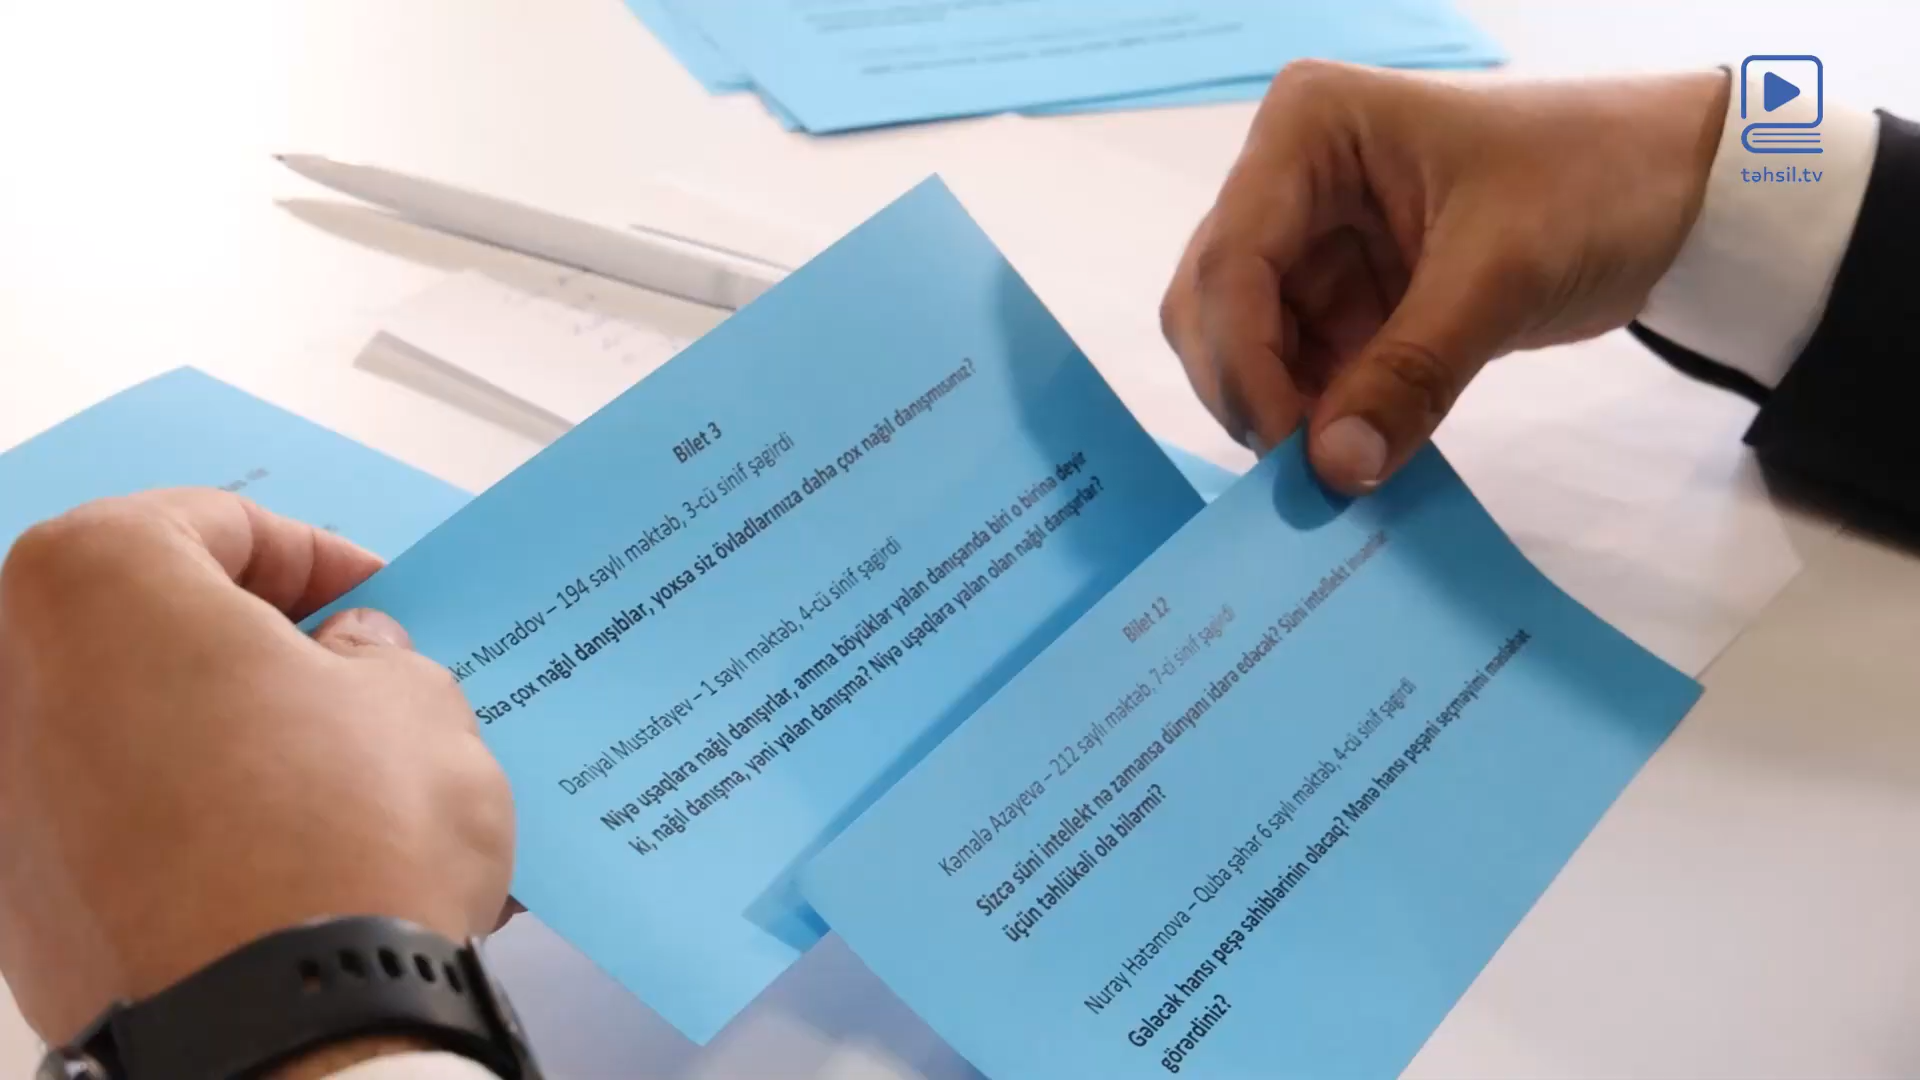 təhsil.tv
Bilet 3
kir Muradov – 194 saylı məktəb, 3-cü sinif şagirdi
Sizə çox nağıl danışıblar, yoxsa siz övladlarınıza daha çox nağıl danışmısınız?
Daniyal Mustafayev – 1 saylı məktəb, 4-cü sinif şagirdi
Niyə uşaqlara nağıl danışırlar, amma böyüklər yalan danışanda biri o birinə deyir
ki, nağıl danışma, yəni yalan danışma? Niyə uşaqlara yalan olan nağıl danışırlar?
Bilet 12
Kəmalə Azayeva – 212 saylı məktəb, 7-ci sinif şagirdi
Sizcə süni intellekt nə zamansa dünyanı idarə edəcək? Süni intellekt insanlar
üçün təhlükəli ola bilərmi?
Nuray Hətəmova – Quba şəhər 6 saylı məktəb, 4-cü sinif şagirdi
Gələcək hansı peşə sahiblərinin olacaq? Mənə hansı peşəni seçməyimi məsləhət
görərdiniz?